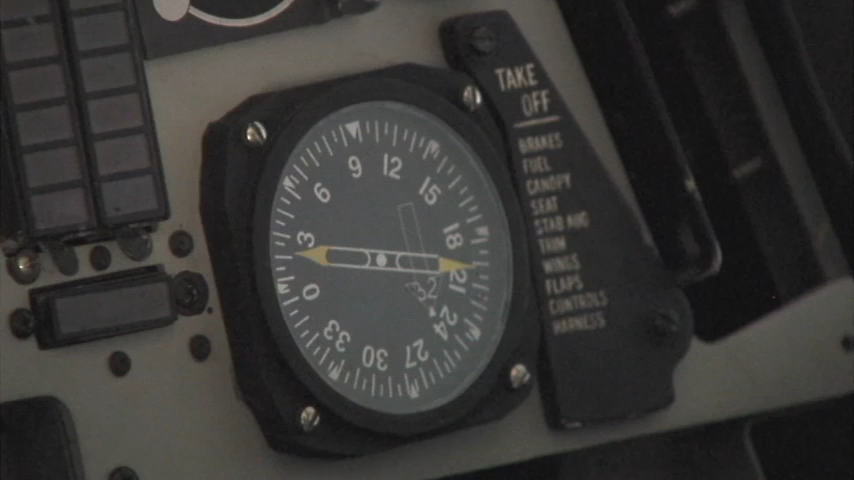 TAKE
OFF
BRAKES
FUEL
CANOPY
SEAT
STAB AUG
TRIM
WINGS
FLAPS
CONTROLS
HARNESS
9
12
6
15
3
18
0
21
33
24
30
27